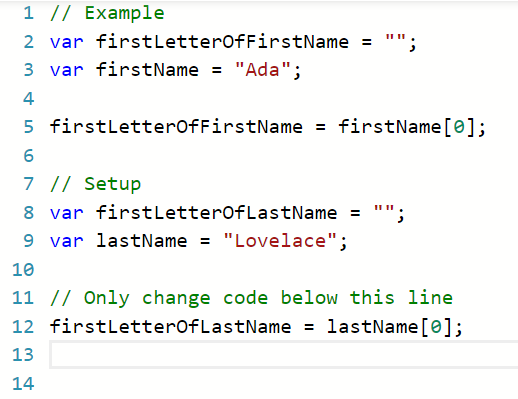 1 // Example
2 var firstLetterOfFirstName = "";
3 var firstName = "Ada";
4
5 firstLetterOfFirstName = firstName[0];
6
7 // Setup
8 var firstLetterOfLastName = "";
9 var lastName = "Lovelace";
10
11 // Only change code below this line
12 firstLetterOfLastName = lastName[0];
13
14